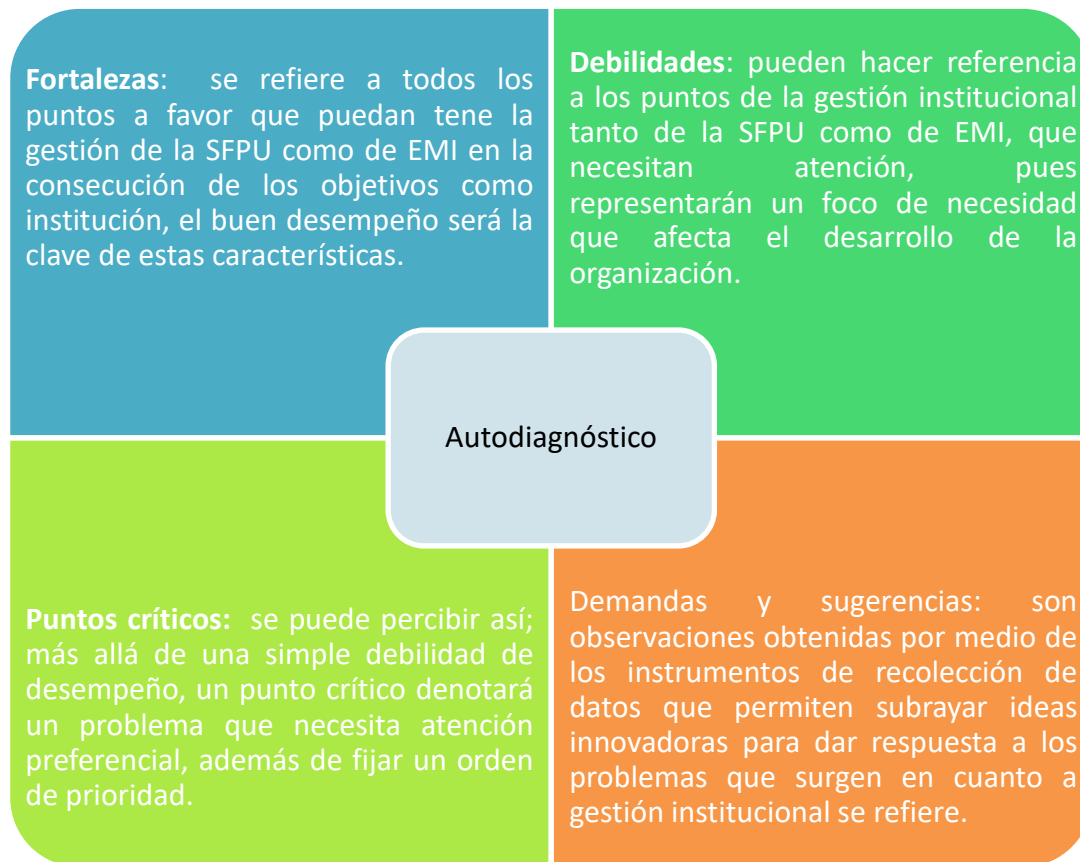 Fortalezas: se refiere a todos los
puntos a favor que puedan tene la
gestión de la SFPU como de EMI en la
consecución de los objetivos como
institución, el buen desempeño será la
clave de estas características.
Debilidades: pueden hacer referencia
a los puntos de la gestión institucional
tanto de la SFPU como de EMI, que
necesitan atención, pues
representarán un foco de necesidad
que afecta el desarrollo de la
organización.
Autodiagnóstico
Puntos críticos: se puede percibir así;
más allá de una simple debilidad de
desempeño, un punto crítico denotará
un problema que necesita atención
preferencial, además de fijar un orden
de prioridad.
Demandas y sugerencias: son
observaciones obtenidas por medio de
los instrumentos de recolección de
datos que permiten subrayar ideas
innovadoras para dar respuesta a los
problemas que surgen en cuanto a
gestión institucional se refiere.